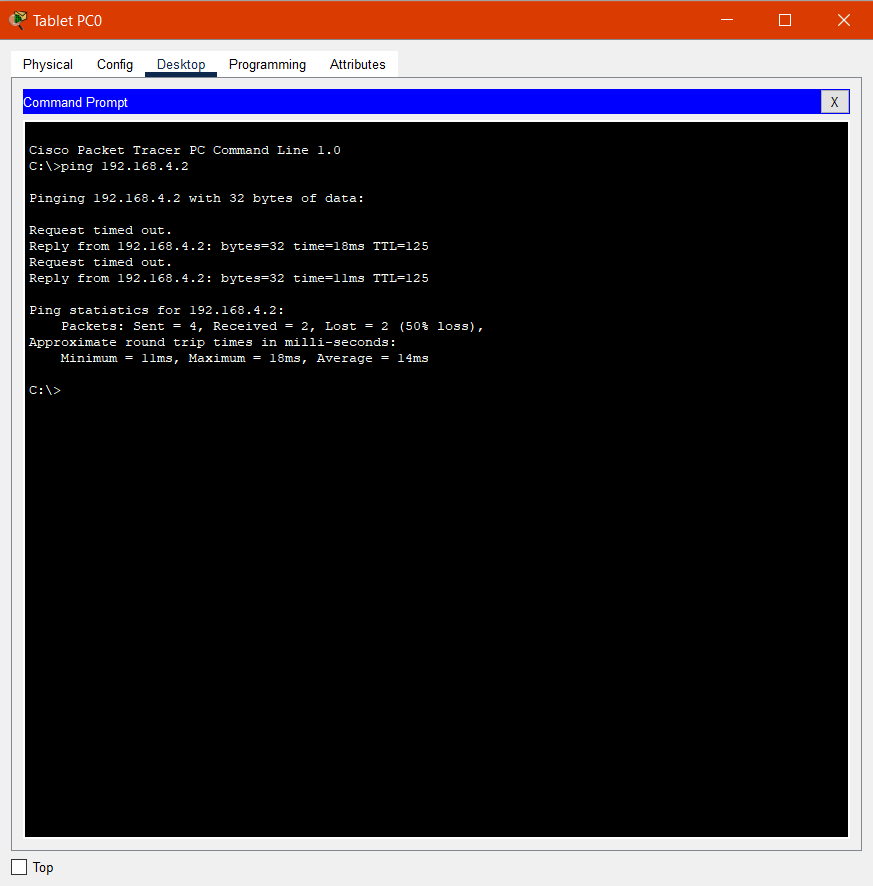 Tablet PC0
Physical Config Desktop Programming Attributes
Command Prompt X
Cisco Packet Tracer PC Command Line 1.0
C:\>ping 192.168.4.2
Pinging 192.168.4.2 with 32 bytes of data:
Request timed out.
Reply from 192.168.4.2: bytes=32 time=18ms TTL=125
Request timed out.
Reply from 192.168.4.2: bytes=32 time=11ms TTL=125
Ping statistics for 192.168.4.2:
Packets: Sent = 4, Received = 2, Lost = 2 (50% loss),
Approximate round trip times in milli-seconds:
Minimum = 11ms, Maximum = 18ms, Average = 14ms
C:\>
Top